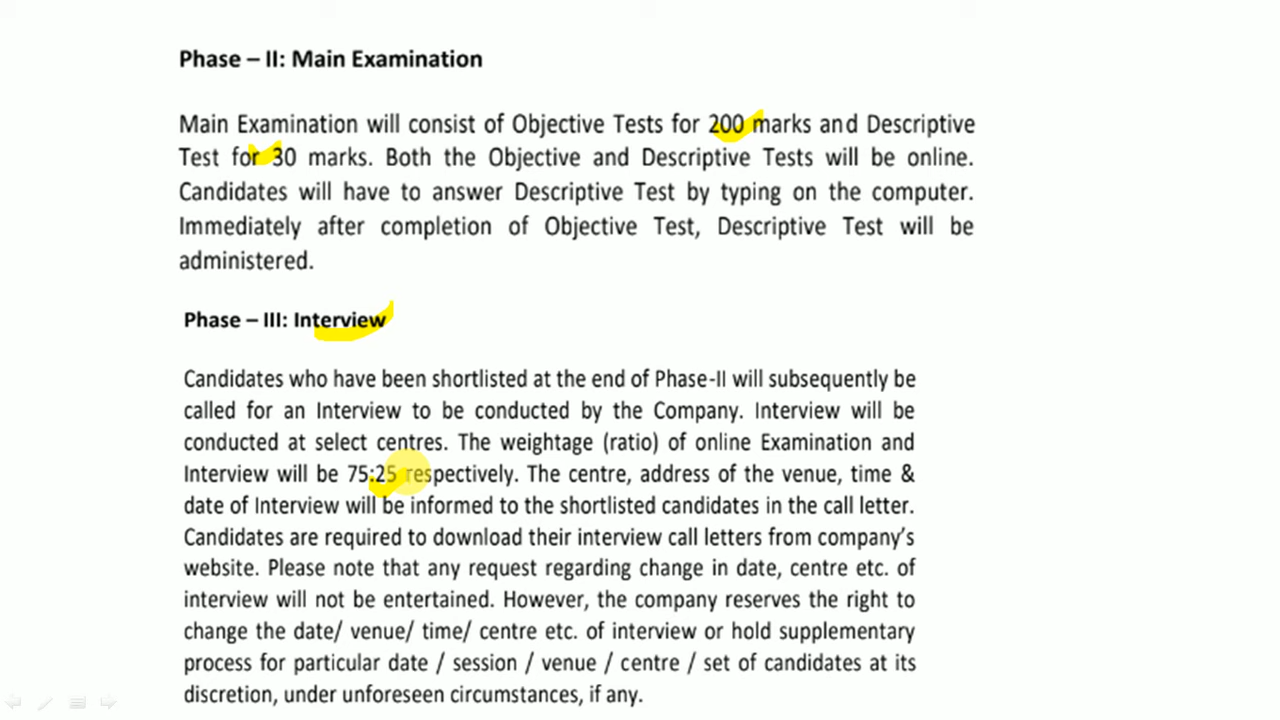 Phase – II: Main Examination
Main Examination will consist of Objective Tests for 200 marks and Descriptive
Test for 30 marks. Both the Objective and Descriptive Tests will be online.
Candidates will have to answer Descriptive Test by typing on the computer.
Immediately after completion of Objective Test, Descriptive Test will be
administered.
Phase – III: Interview
Candidates who have been shortlisted at the end of Phase-II will subsequently be
called for an Interview to be conducted by the Company. Interview will be
conducted at select centres. The weightage (ratio) of online Examination and
Interview will be 75:25 respectively. The centre, address of the venue, time &
date of Interview will be informed to the shortlisted candidates in the call letter.
Candidates are required to download their interview call letters from company’s
website. Please note that any request regarding change in date, centre etc. of
interview will not be entertained. However, the company reserves the right to
change the date/ venue/ time/ centre etc. of interview or hold supplementary
process for particular date / session / venue / centre / set of candidates at its
discretion, under unforeseen circumstances, if any.